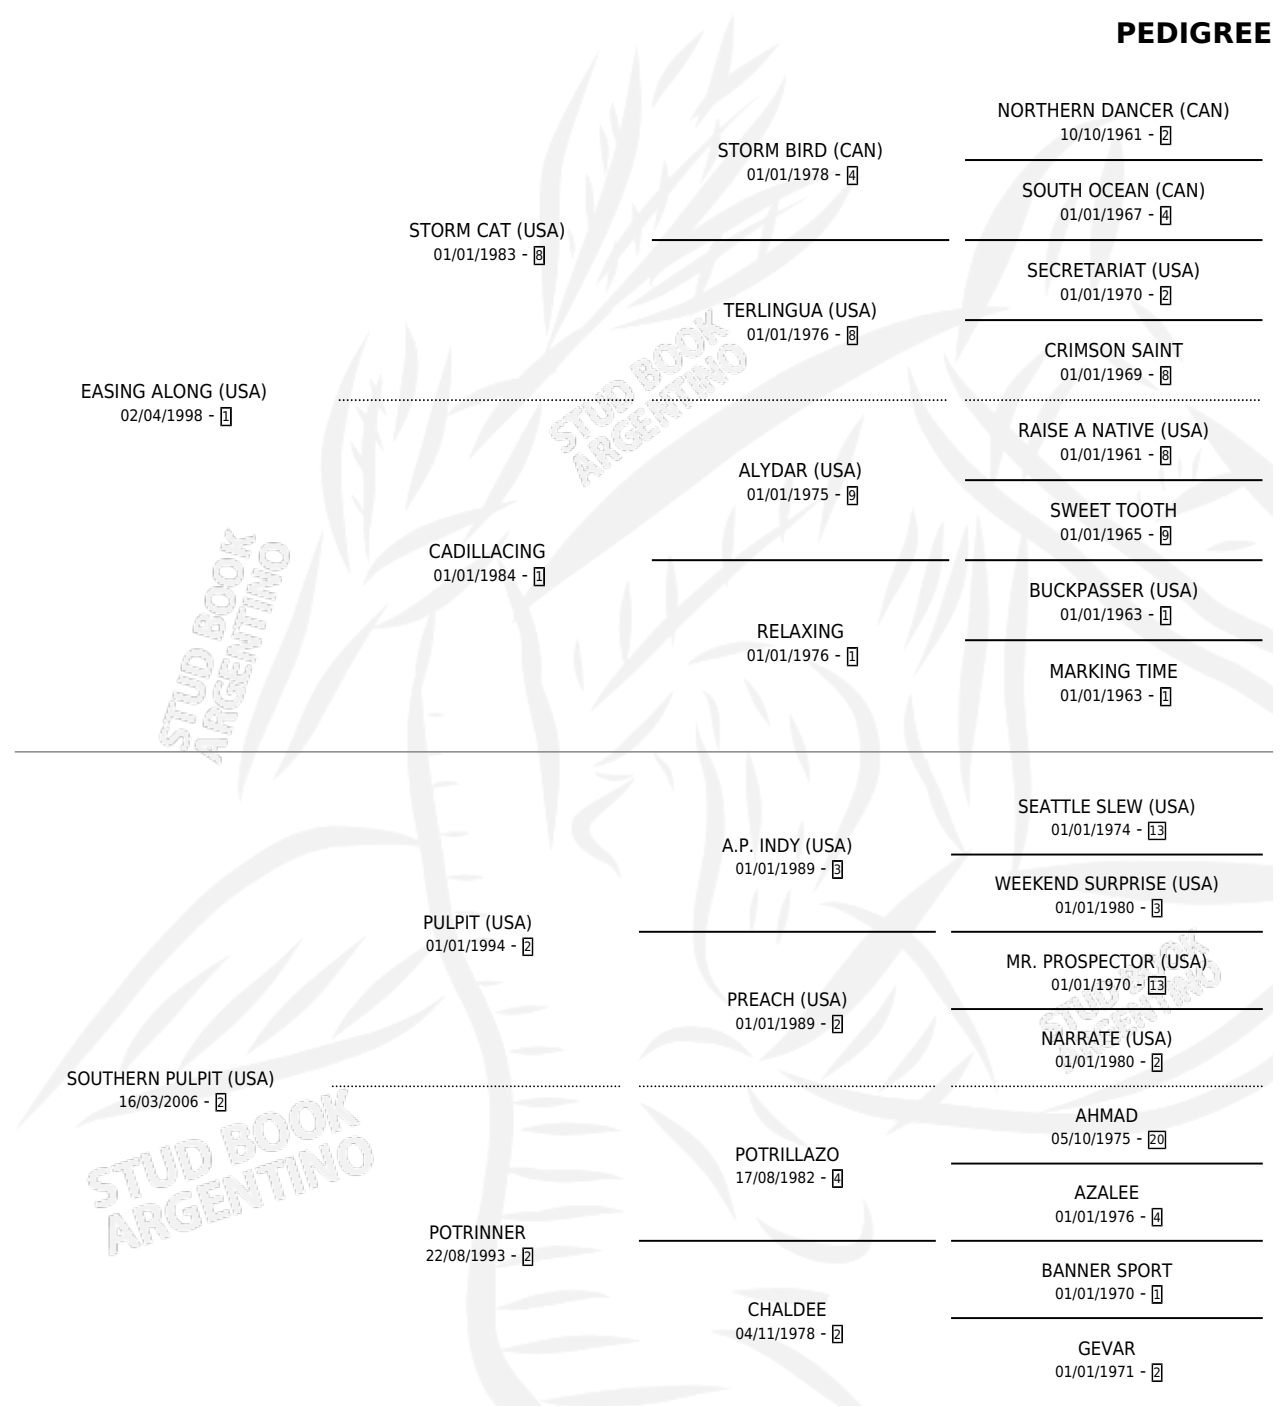 PEDIGREE
NORTHERN DANCER (CAN)
10/10/1961 - 2
STORM BIRD (CAN)
01/01/1978 - 4
SOUTH OCEAN (CAN)
01/01/1967 - 4
STORM CAT (USA)
01/01/1983 - 8
SECRETARIAT (USA)
01/01/1970 - 2
TERLINGUA (USA)
01/01/1976 - 8
CRIMSON SAINT
01/01/1969 - 8
EASING ALONG (USA)
02/04/1998 - 1
RAISE A NATIVE (USA)
01/01/1961 - 8
ALYDAR (USA)
01/01/1975 - 9
SWEET TOOTH
01/01/1965 - 9
CADILLACING
01/01/1984 - 1
BUCKPASSER (USA)
01/01/1963 - 1
RELAXING
01/01/1976 - 1
MARKING TIME
01/01/1963 - 1
SEATTLE SLEW (USA)
01/01/1974 - 13
A.P. INDY (USA)
01/01/1989 - 3
WEEKEND SURPRISE (USA)
01/01/1980 - 3
PULPIT (USA)
01/01/1994 - 2
MR. PROSPECTOR (USA)
01/01/1970 - 13
PREACH (USA)
01/01/1989 - 2
NARRATE (USA)
01/01/1980 - 2
SOUTHERN PULPIT (USA)
16/03/2006 - 2
AHMAD
05/10/1975 - 20
POTRILLAZO
17/08/1982 - 4
AZALEE
01/01/1976 - 4
POTRINNER
22/08/1993 - 2
BANNER SPORT
01/01/1970 - 1
CHALDEE
04/11/1978 - 2
GEVAR
01/01/1971 - 2
STUD BOOK
ARGENTINO
STUD BOOK
ARGENTINO
STUD BOOK
ARGENTINO
STUD BOOK
ARGENTINO